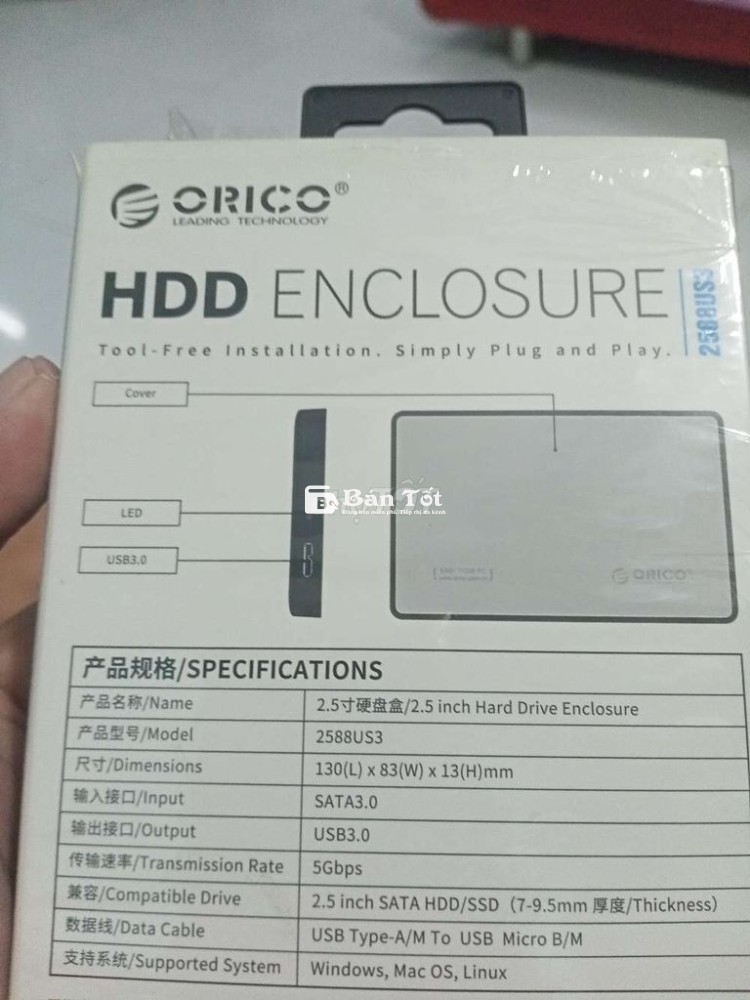 ORICO®
LEADING TECHNOLOGY
HDD ENCLOSURE
2588US3
Tool-Free Installation. Simply Plug and Play.
Cover
LED
USB3.0
Bán Tốt
ORICO
产品规格/SPECIFICATIONS
产品名称/Name 2.5寸硬盘盒/2.5 inch Hard Drive Enclosure
产品型号/Model 2588US3
尺寸/Dimensions 130(L) x 83(W) x 13(H)mm
输入接口/Input SATA3.0
输出接口/Output USB3.0
传输速率/Transmission Rate 5Gbps
兼容/Compatible Drive 2.5 inch SATA HDD/SSD（7-9.5mm 厚度/Thickness）
数据线/Data Cable USB Type-A/M To USB Micro B/M
支持系统/Supported System Windows, Mac OS, Linux